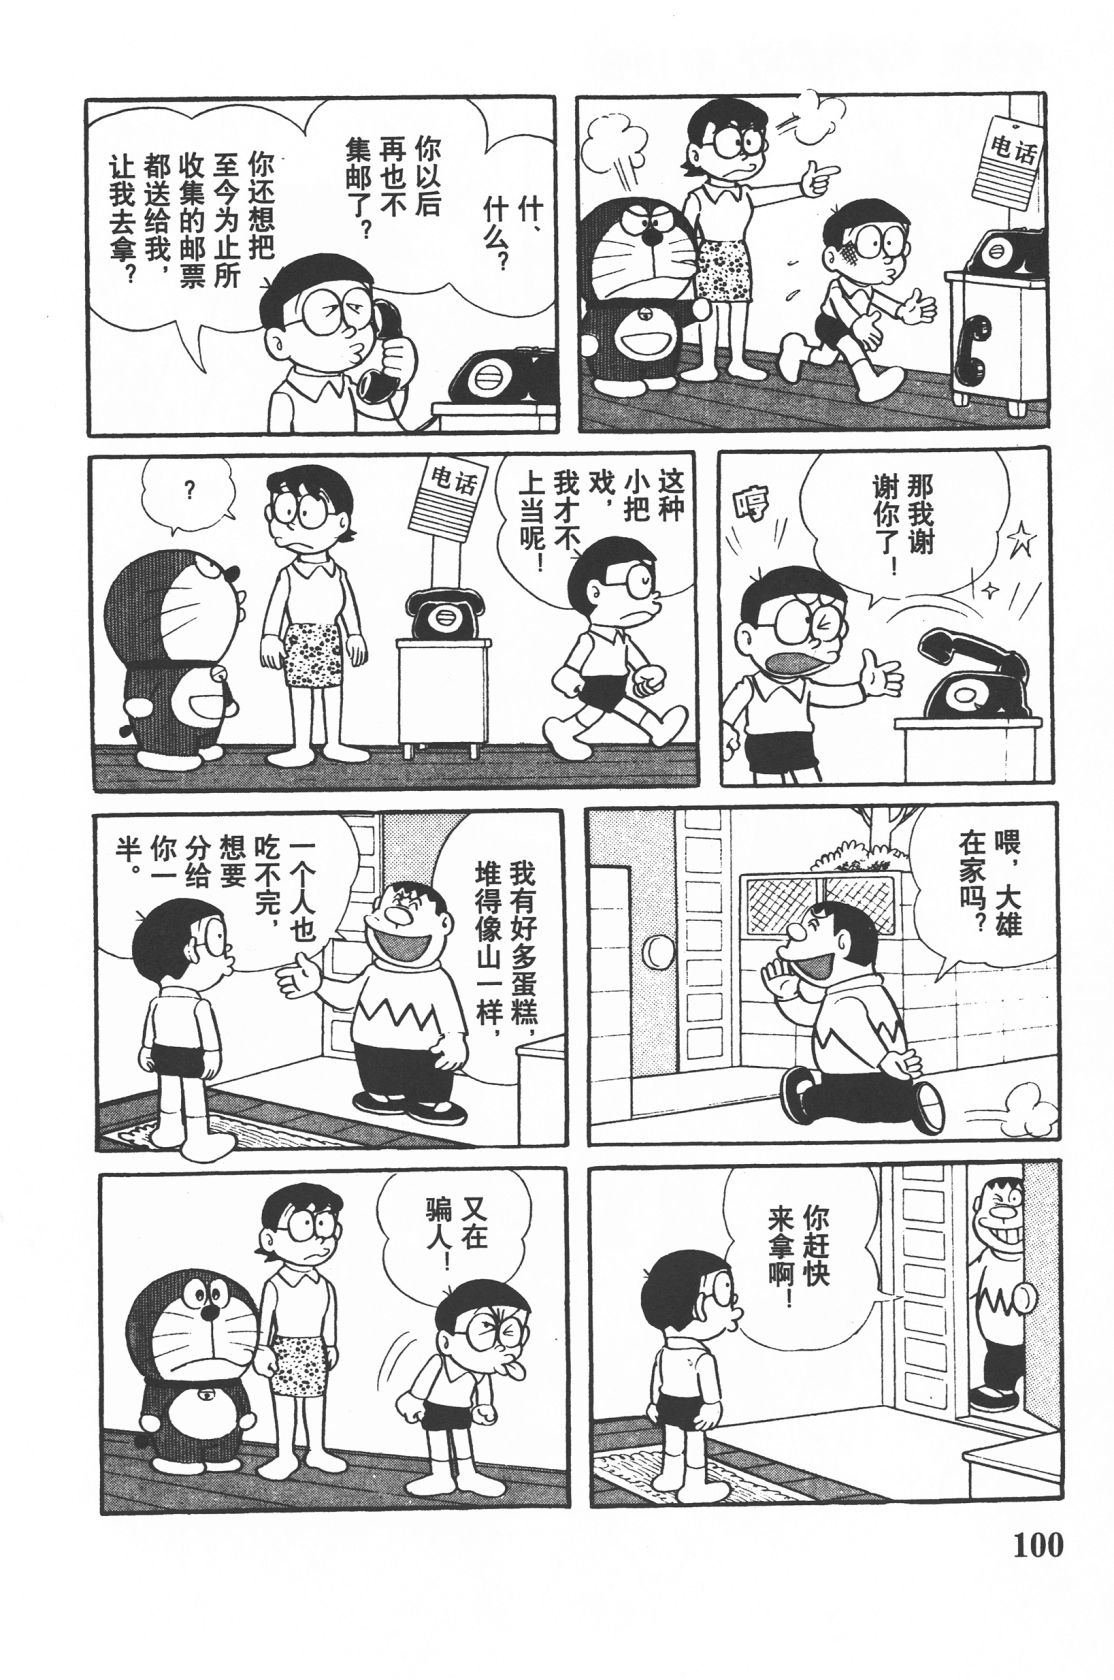 电话
什、
什么？
你以后
再也不
集邮了？
你还想把
至今为止所
收集的邮票
都送给我，
让我去拿？
那我谢
谢你了！
哼
这种
小把
戏，
我才不
上当呢！
电话
？
喂，大雄
在家吗？
我有好多蛋糕，
堆得像山一样，
一个人也
吃不完，
想要
分给
你一
半。
你赶快
来拿啊！
又在
骗人！
100